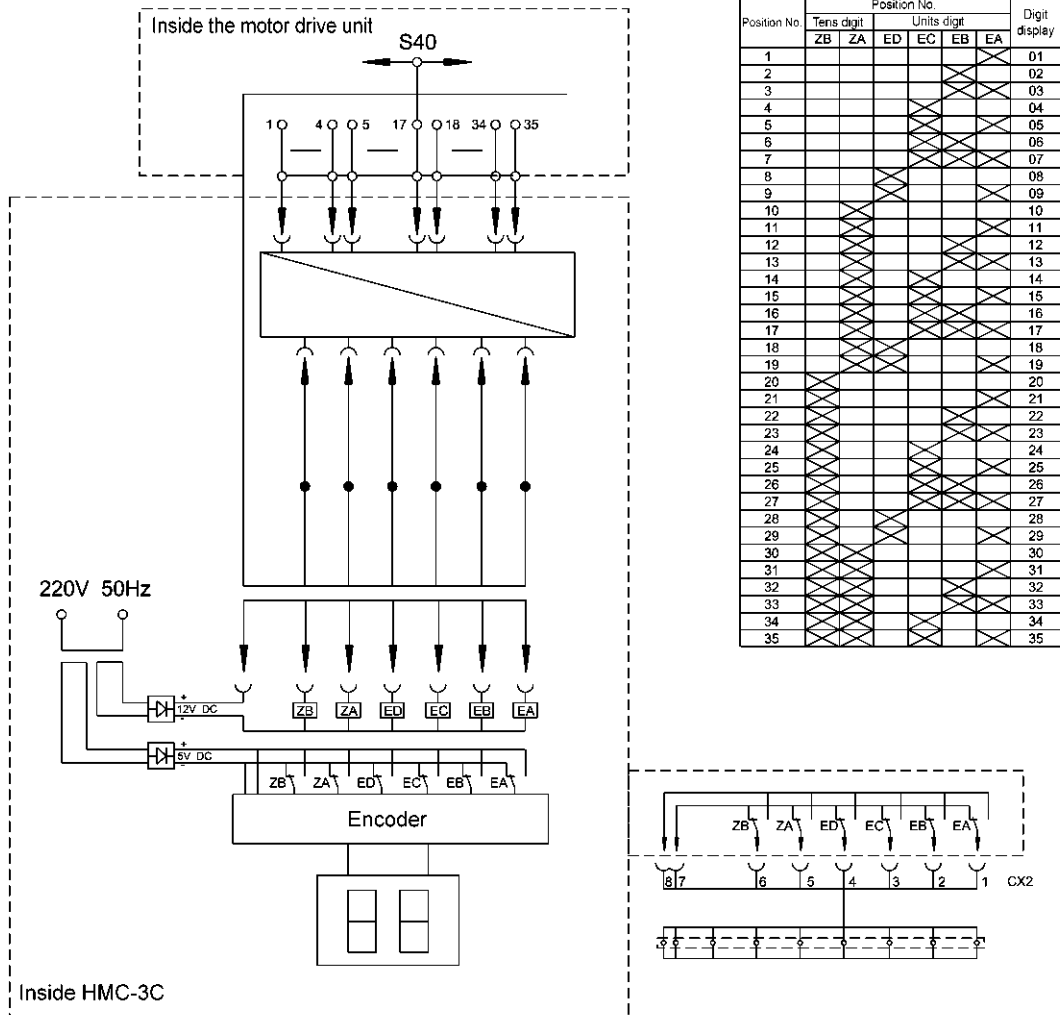 Inside the motor drive unit
S40
1 4 5 17 18 34 35
220V 50Hz
+
12V DC
-
ZB ZA ED EC EB EA
+
5V DC
-
ZB ZA ED EC EB EA
Encoder
Inside HMC-3C
Position No. Position No. Digit display
Tens digit Units digit
ZB ZA ED EC EB EA
1 01
2 02
3 03
4 04
5 05
6 06
7 07
8 08
9 09
10 10
11 11
12 12
13 13
14 14
15 15
16 16
17 17
18 18
19 19
20 20
21 21
22 22
23 23
24 24
25 25
26 26
27 27
28 28
29 29
30 30
31 31
32 32
33 33
34 34
35 35
ZB ZA ED EC EB EA
8 7 6 5 4 3 2 1 CX2